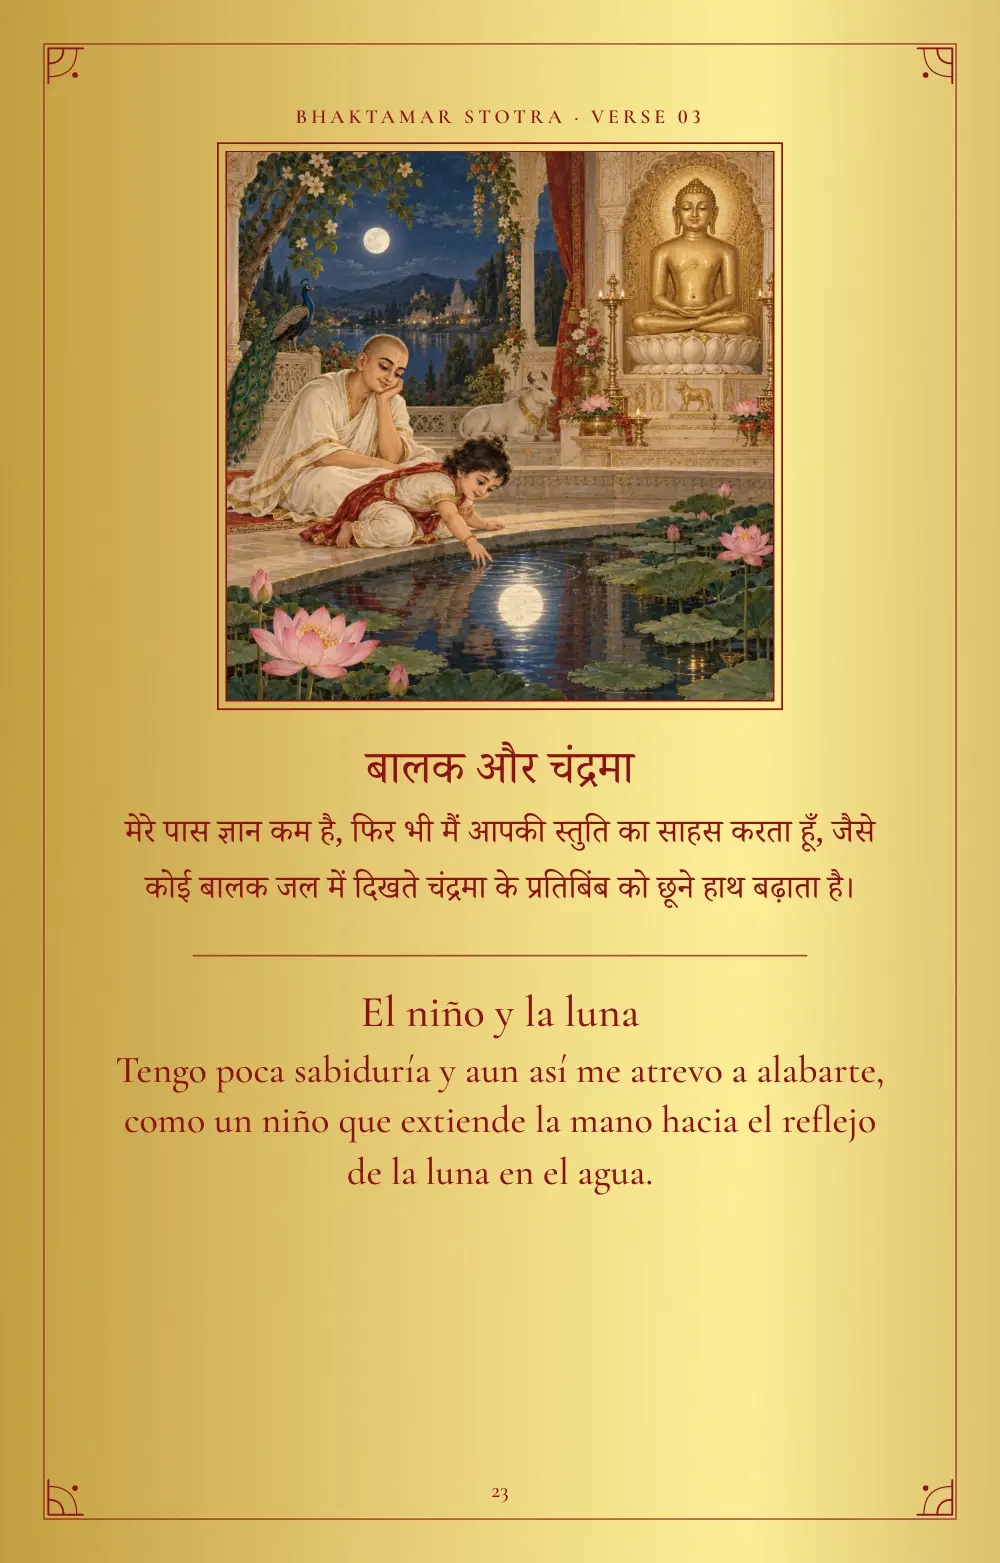 BHAKTAMAR STOTRA · VERSE 03
बालक और चंद्रमा
मेरे पास ज्ञान कम है, फिर भी मैं आपकी स्तुति का साहस करता हूँ, जैसे
कोई बालक जल में दिखते चंद्रमा के प्रतिबिंब को छूने हाथ बढ़ाता है।
El niño y la luna
Tengo poca sabiduría y aun así me atrevo a alabarte,
como un niño que extiende la mano hacia el reflejo
de la luna en el agua.
23